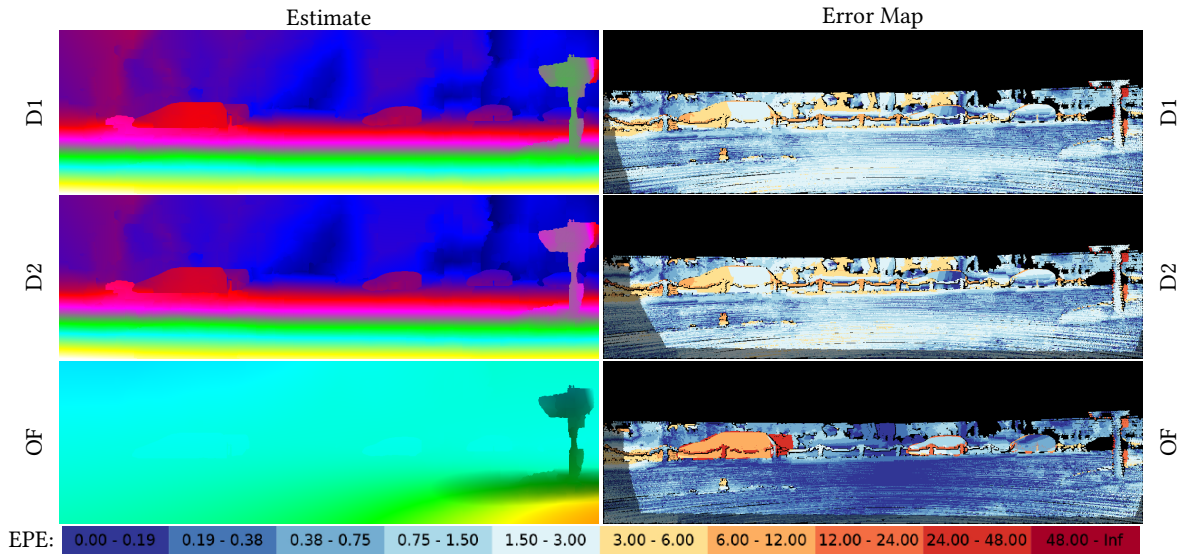 Estimate Error Map
D1 D1
D2 D2
OF OF
EPE: 0.00 - 0.19 0.19 - 0.38 0.38 - 0.75 0.75 - 1.50 1.50 - 3.00 3.00 - 6.00 6.00 - 12.00 12.00 - 24.00 24.00 - 48.00 48.00 - Inf